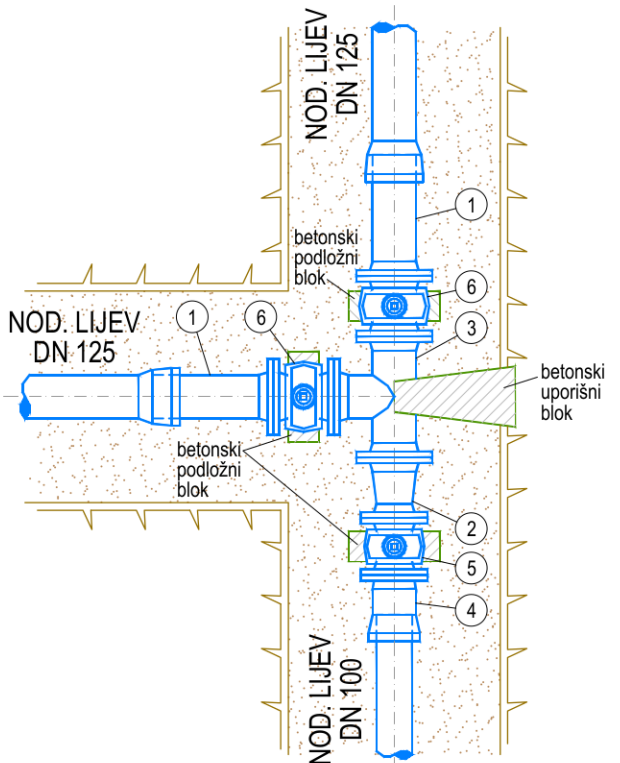 NOD. LIJEV
DN 125
1
betonski
podložni
blok
6
3
NOD. LIJEV
DN 125
1
6
betonski
uporišni
blok
betonski
podložni
blok
2
5
4
NOD. LIJEV
DN 100